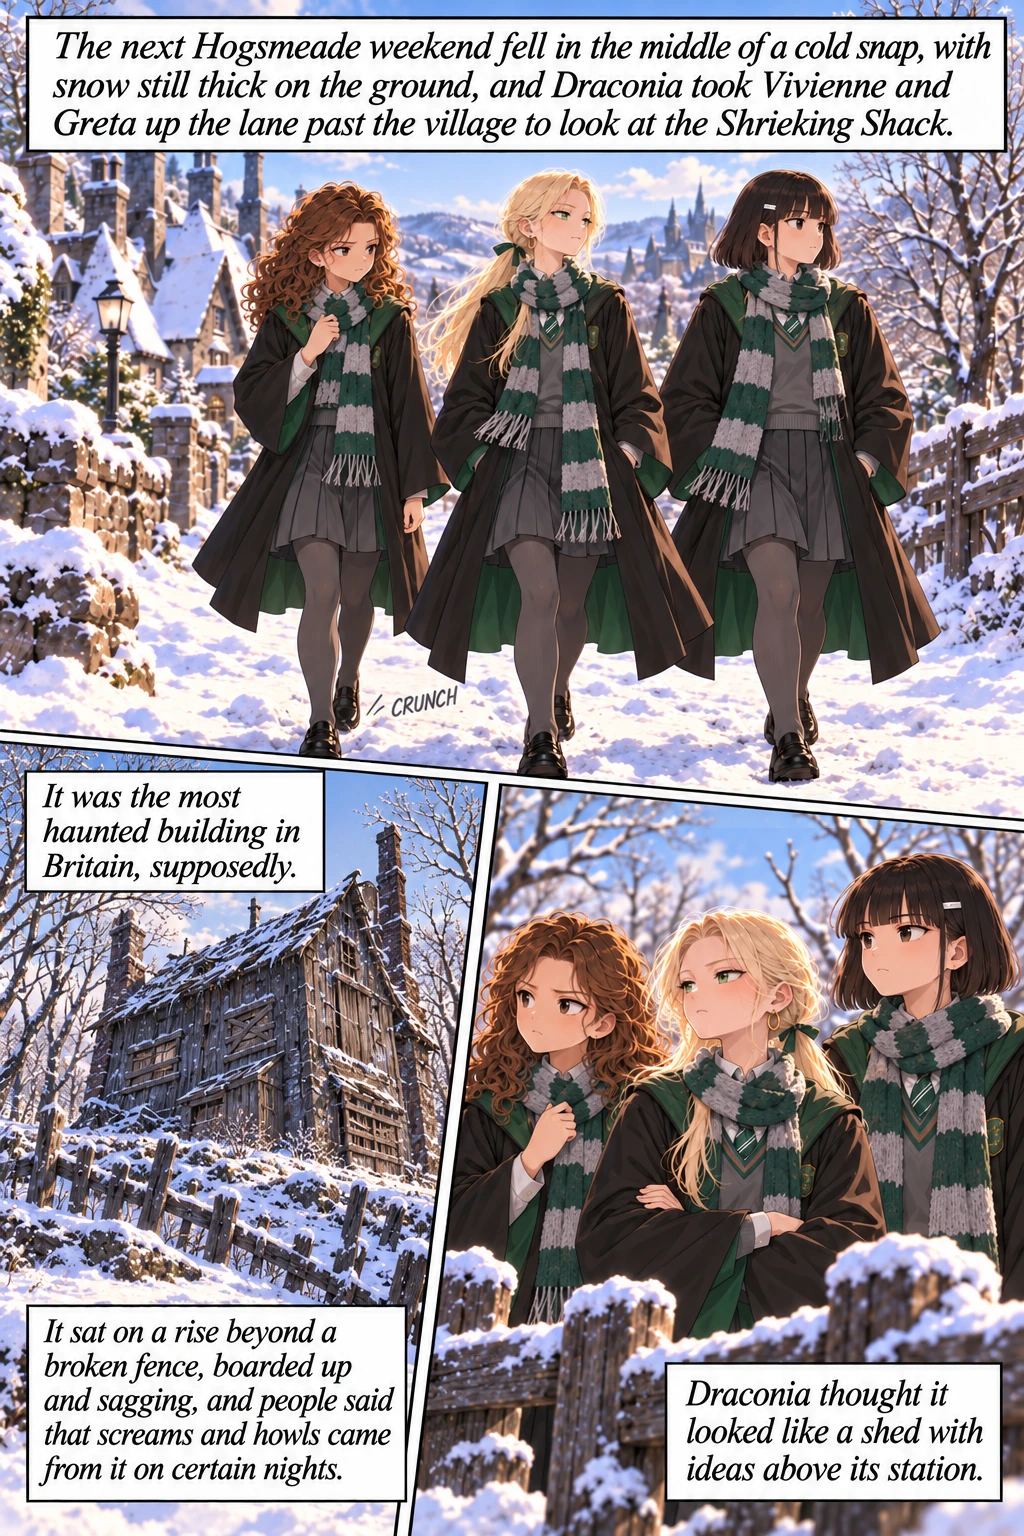 The next Hogsmeade weekend fell in the middle of a cold snap, with
snow still thick on the ground, and Draconia took Vivienne and
Greta up the lane past the village to look at the Shrieking Shack.
CRUNCH
It was the most
haunted building in
Britain, supposedly.
It sat on a rise beyond a
broken fence, boarded up
and sagging, and people said
that screams and howls came
from it on certain nights.
Draconia thought it
looked like a shed with
ideas above its station.